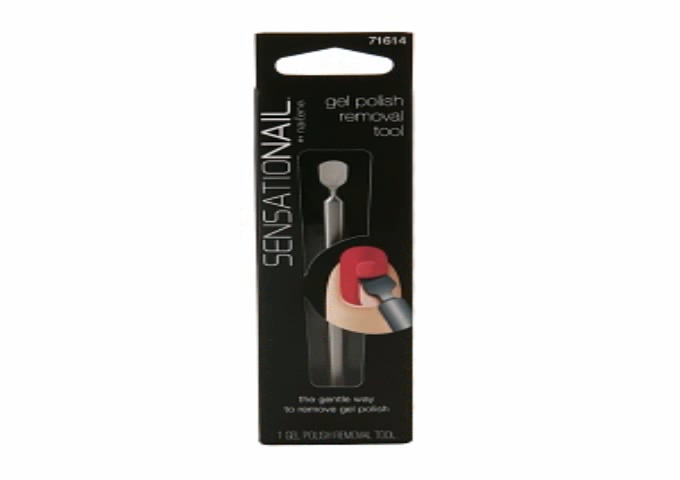 71614
gel polish
removal
tool
SENSATIONAIL
by nailene
the gentle way
to remove gel polish
1 GEL POLISH REMOVAL TOOL